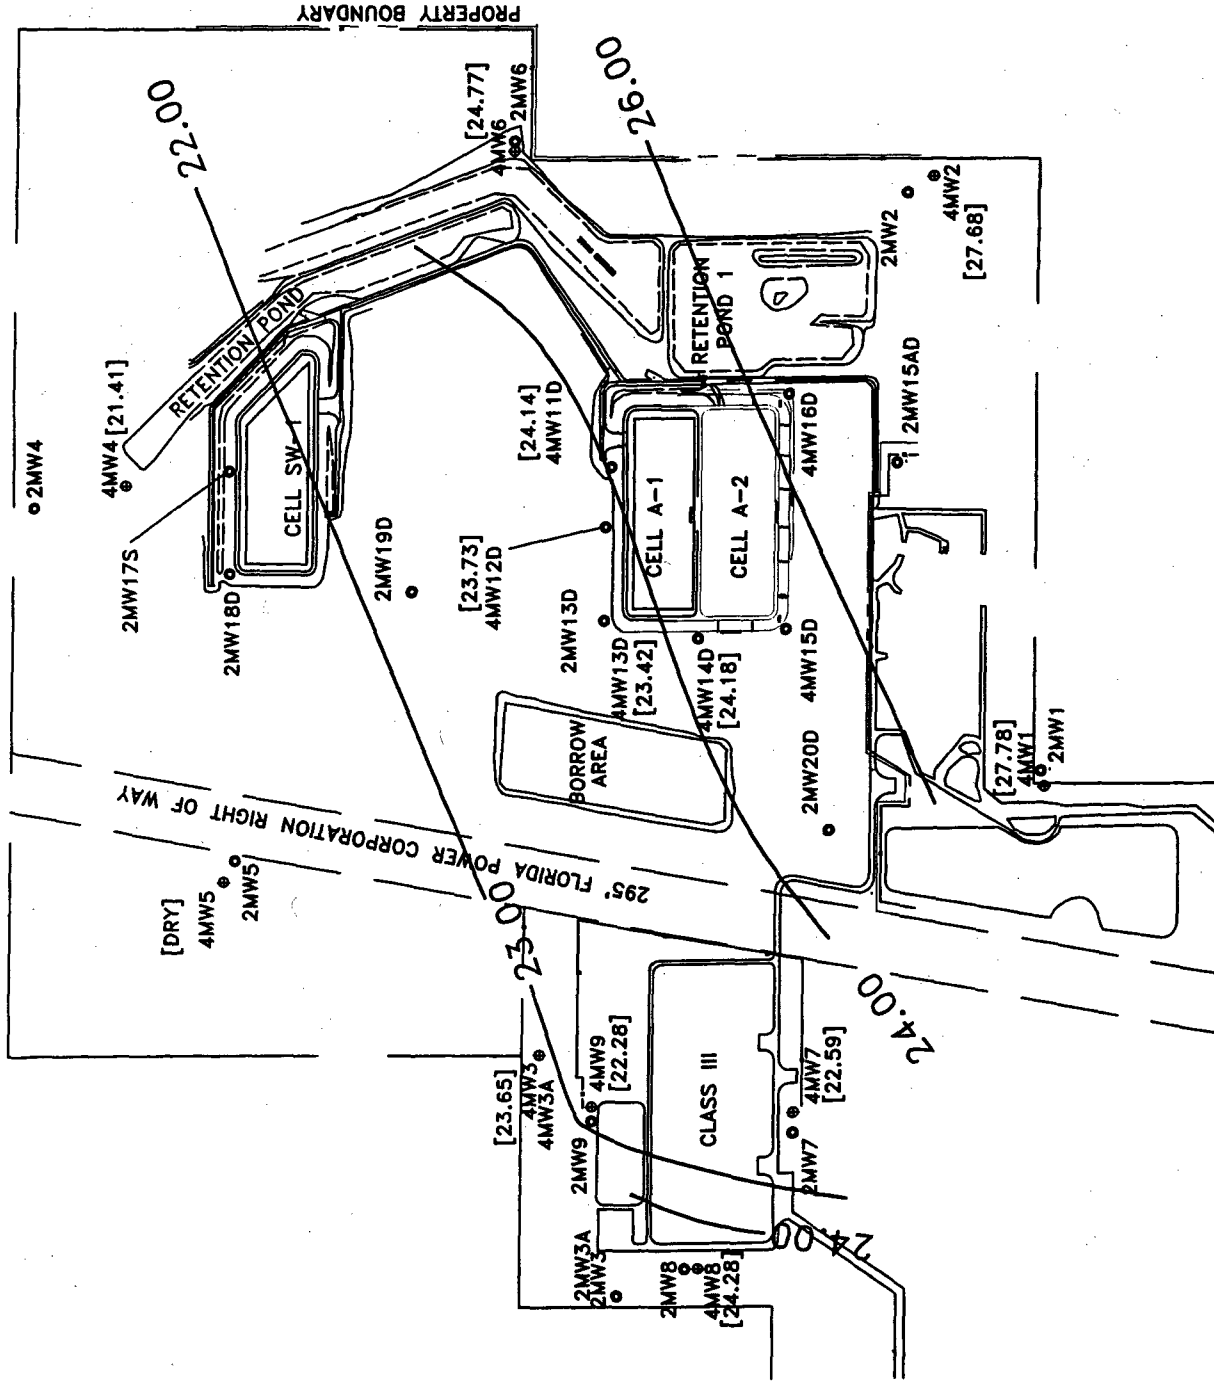 PROPERTY BOUNDARY
22.00
26.00
[24.77]
2MW6
4MW6
2MW2
4MW2
[27.68]
RETENTION POND
RETENTION
POND 1
2MW4
4MW4 [21.41]
2MW17S
CELL SW-1
2MW18D
2MW19D
[24.14]
4MW11D
[23.73]
4MW12D
2MW13D
4MW13D
[23.42]
4MW14D
[24.18]
CELL A-1
CELL A-2
4MW16D
4MW15D
2MW15AD
BORROW
AREA
2MW20D
[27.78]
4MW1
2MW1
295' FLORIDA POWER CORPORATION RIGHT OF WAY
[DRY]
4MW5
2MW5
23.00
24.00
[23.65]
4MW3
4MW3A
4MW9
[22.28]
2MW9
CLASS III
4MW7
[22.59]
2MW7
2MW3A
2MW3
2MW8
4MW8
[24.28]
24.00